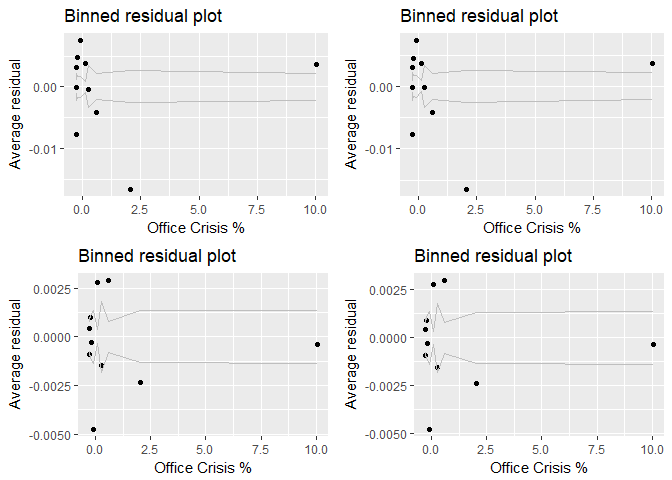 Binned residual plot
Average residual
0.00
-0.01
0.0 2.5 5.0 7.5 10.0
Office Crisis %
Binned residual plot
Average residual
0.00
-0.01
0.0 2.5 5.0 7.5 10.0
Office Crisis %
Binned residual plot
Average residual
0.0025
0.0000
-0.0025
-0.0050
0.0 2.5 5.0 7.5 10.0
Office Crisis %
Binned residual plot
Average residual
0.0025
0.0000
-0.0025
-0.0050
0.0 2.5 5.0 7.5 10.0
Office Crisis %